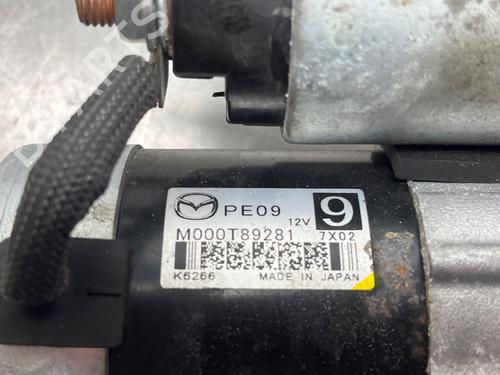 PE09 12V 9
M000T89281 7X02
K6266 MADE IN JAPAN